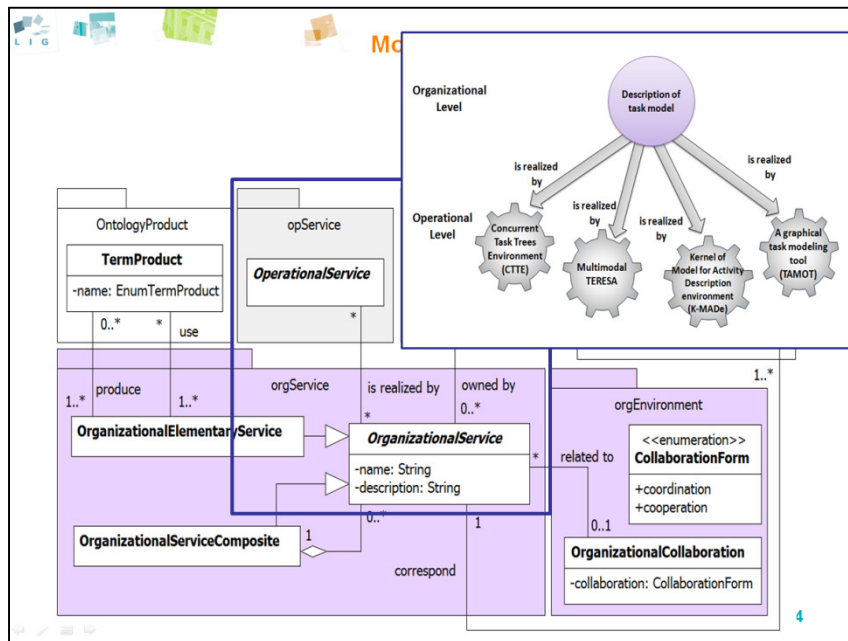 L I G
Mo
Organizational
Level
Description of
task model
is realized
by
is realized
by
is realized
by
is realized
by
Operational
Level
Concurrent
Task Trees
Environment
(CTTE)
Multimodal
TERESA
Kernel of
Model for Activity
Description
environment
(K-MADe)
A graphical
task modeling
tool
(TAMOT)
OntologyProduct
TermProduct
-name: EnumTermProduct
opService
OperationalService
0..*
*
use
*
produce
orgService
is realized by
owned by
1..*
1..*
1..*
*
0..*
OrganizationalElementaryService
OrganizationalService
-name: String
-description: String
*
related to
orgEnvironment
<<enumeration>>
CollaborationForm
+coordination
+cooperation
0..*
1
0..1
OrganizationalServiceComposite
1
correspond
OrganizationalCollaboration
-collaboration: CollaborationForm
4